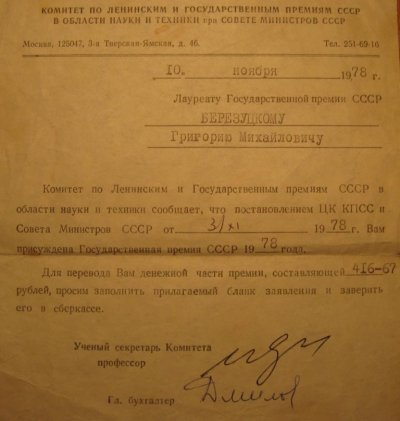 КОМИТЕТ ПО ЛЕНИНСКИМ И ГОСУДАРСТВЕННЫМ ПРЕМИЯМ СССР
В ОБЛАСТИ НАУКИ И ТЕХНИКИ при СОВЕТЕ МИНИСТРОВ СССР
Москва, 125047, 3-я Тверская-Ямская, д. 46. Тел. 251-69-16
10. ноября 1978 г.
Лауреату Государственной премии СССР
БЕРЕЗУЦКОМУ
Григорию Михайловичу
Комитет по Ленинским и Государственным премиям СССР в
области науки и техники сообщает, что постановлением ЦК КПСС и
Совета Министров СССР от 3/XI 1978 г. Вам
присуждена Государственная премия СССР 1978 года.
Для перевода Вам денежной части премии, составляющей 416-67
рублей, просим заполнить прилагаемый бланк заявления и заверить
его в сберкассе.
Ученый секретарь Комитета
профессор
Гл. бухгалтер